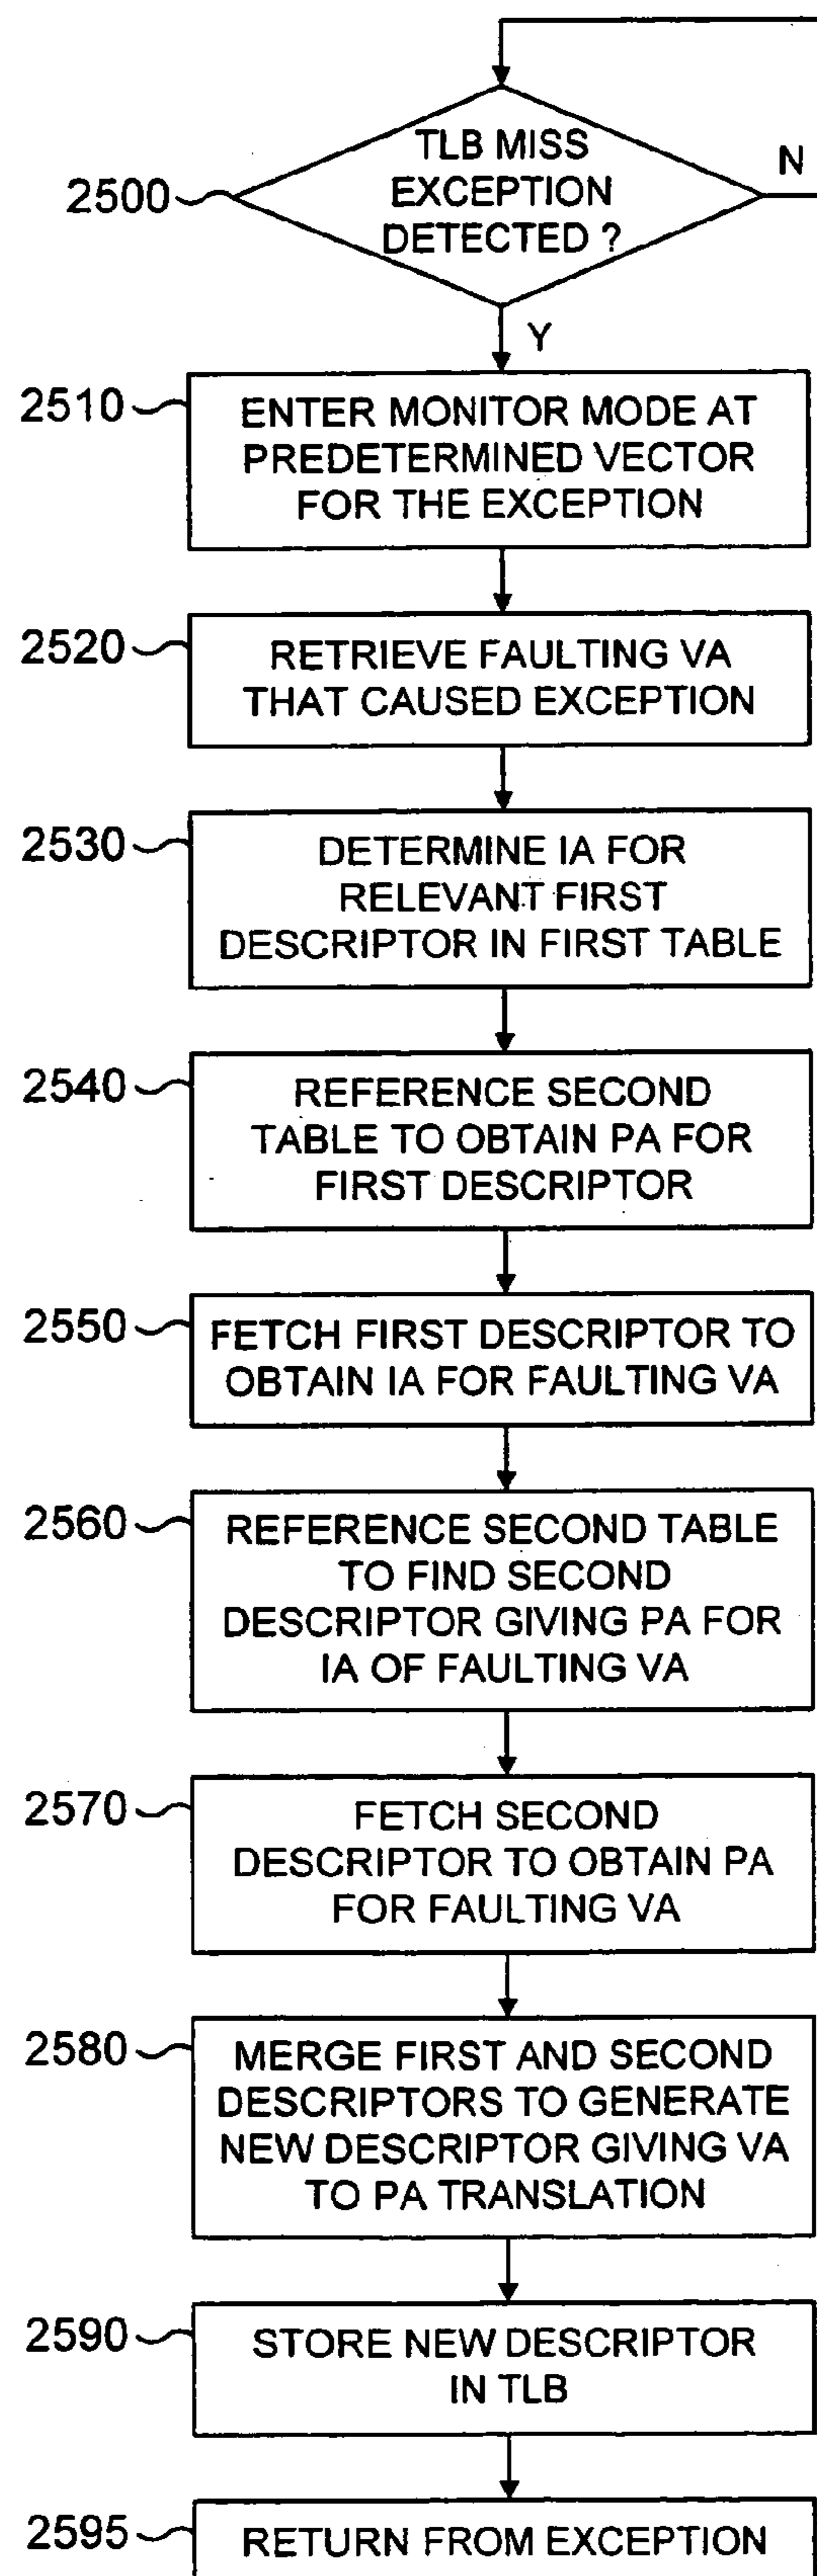 TLB MISS
EXCEPTION
DETECTED ?
N
2500
Y
2510
ENTER MONITOR MODE AT
PREDETERMINED VECTOR
FOR THE EXCEPTION
2520
RETRIEVE FAULTING VA
THAT CAUSED EXCEPTION
2530
DETERMINE IA FOR
RELEVANT FIRST
DESCRIPTOR IN FIRST TABLE
2540
REFERENCE SECOND
TABLE TO OBTAIN PA FOR
FIRST DESCRIPTOR
2550
FETCH FIRST DESCRIPTOR TO
OBTAIN IA FOR FAULTING VA
2560
REFERENCE SECOND TABLE
TO FIND SECOND
DESCRIPTOR GIVING PA FOR
IA OF FAULTING VA
2570
FETCH SECOND
DESCRIPTOR TO OBTAIN PA
FOR FAULTING VA
2580
MERGE FIRST AND SECOND
DESCRIPTORS TO GENERATE
NEW DESCRIPTOR GIVING VA
TO PA TRANSLATION
2590
STORE NEW DESCRIPTOR
IN TLB
2595
RETURN FROM EXCEPTION